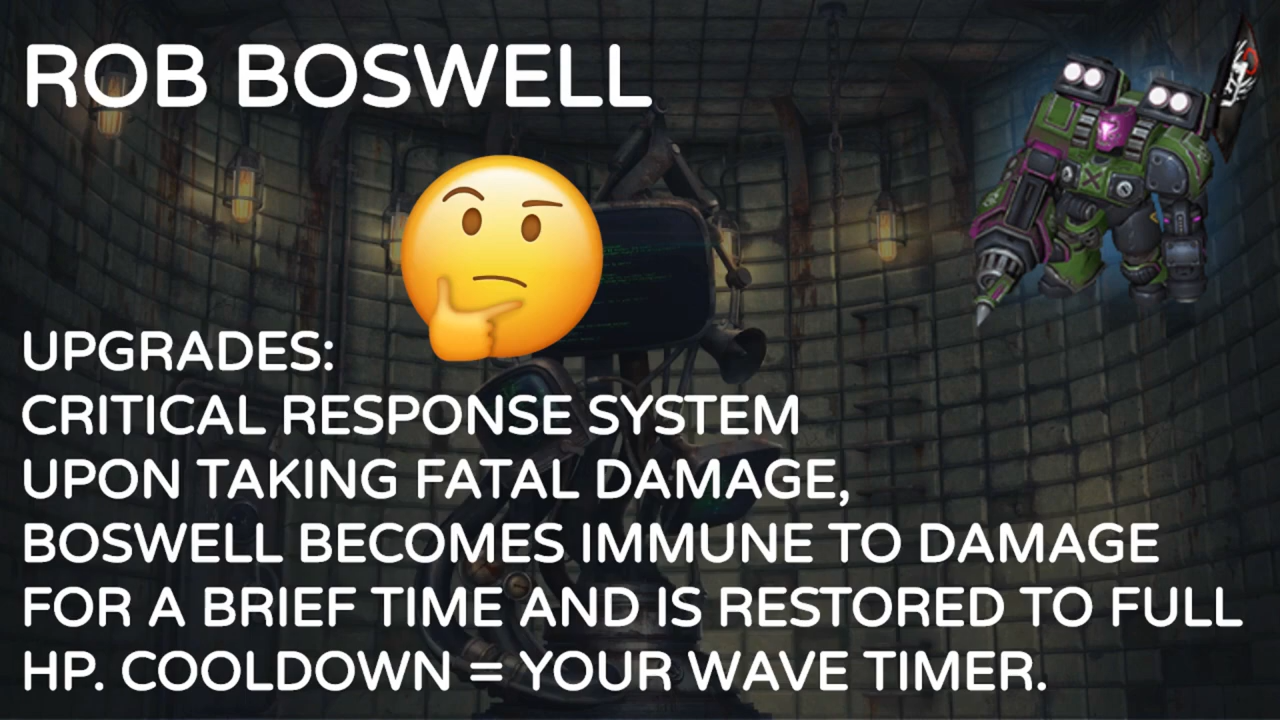 ROB BOSWELL
UPGRADES:
CRITICAL RESPONSE SYSTEM
UPON TAKING FATAL DAMAGE,
BOSWELL BECOMES IMMUNE TO DAMAGE
FOR A BRIEF TIME AND IS RESTORED TO FULL
HP. COOLDOWN = YOUR WAVE TIMER.